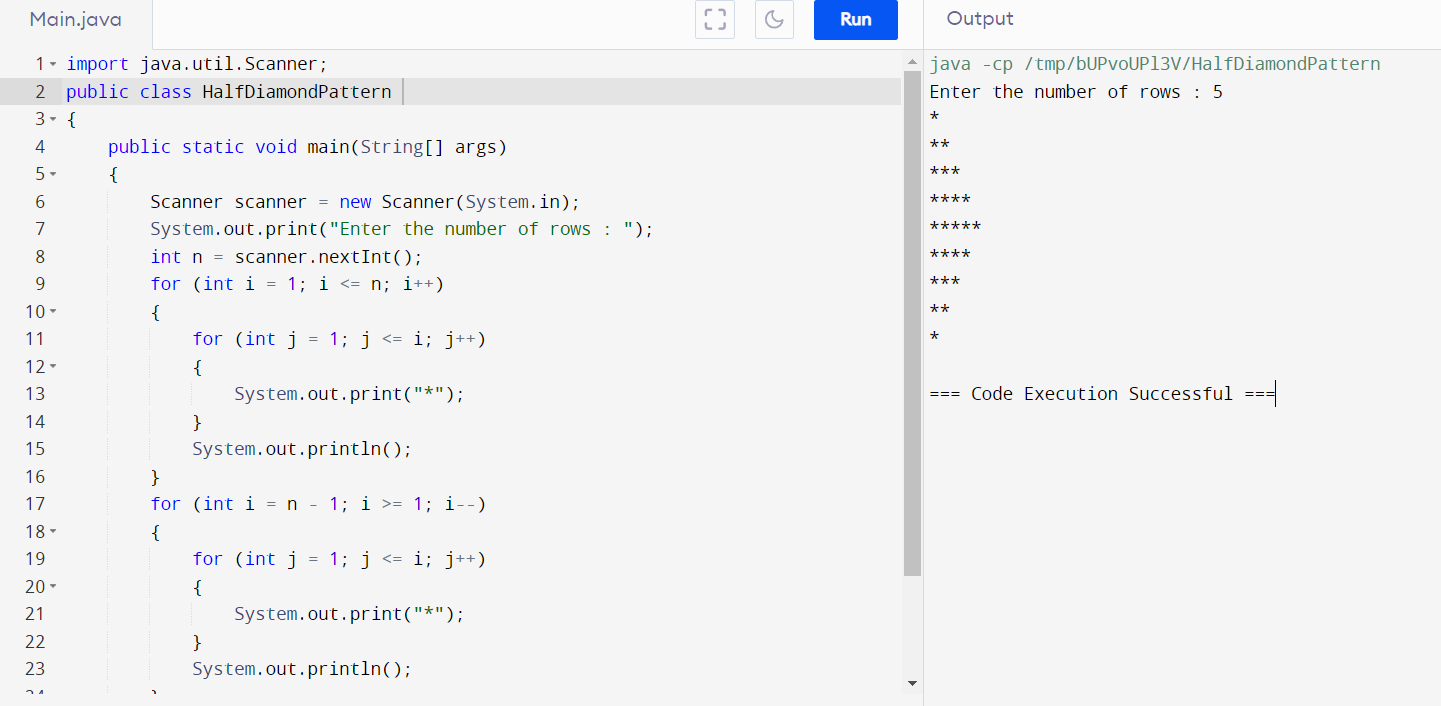 Main.java
Run
Output
1 import java.util.Scanner;
2 public class HalfDiamondPattern
3 {
4     public static void main(String[] args)
5     {
6         Scanner scanner = new Scanner(System.in);
7         System.out.print("Enter the number of rows : ");
8         int n = scanner.nextInt();
9         for (int i = 1; i <= n; i++)
10         {
11             for (int j = 1; j <= i; j++)
12             {
13                 System.out.print("*");
14             }
15             System.out.println();
16         }
17         for (int i = n - 1; i >= 1; i--)
18         {
19             for (int j = 1; j <= i; j++)
20             {
21                 System.out.print("*");
22             }
23             System.out.println();
java -cp /tmp/bUPvoUPl3V/HalfDiamondPattern
Enter the number of rows : 5
*
**
***
****
*****
****
***
**
*
=== Code Execution Successful ===